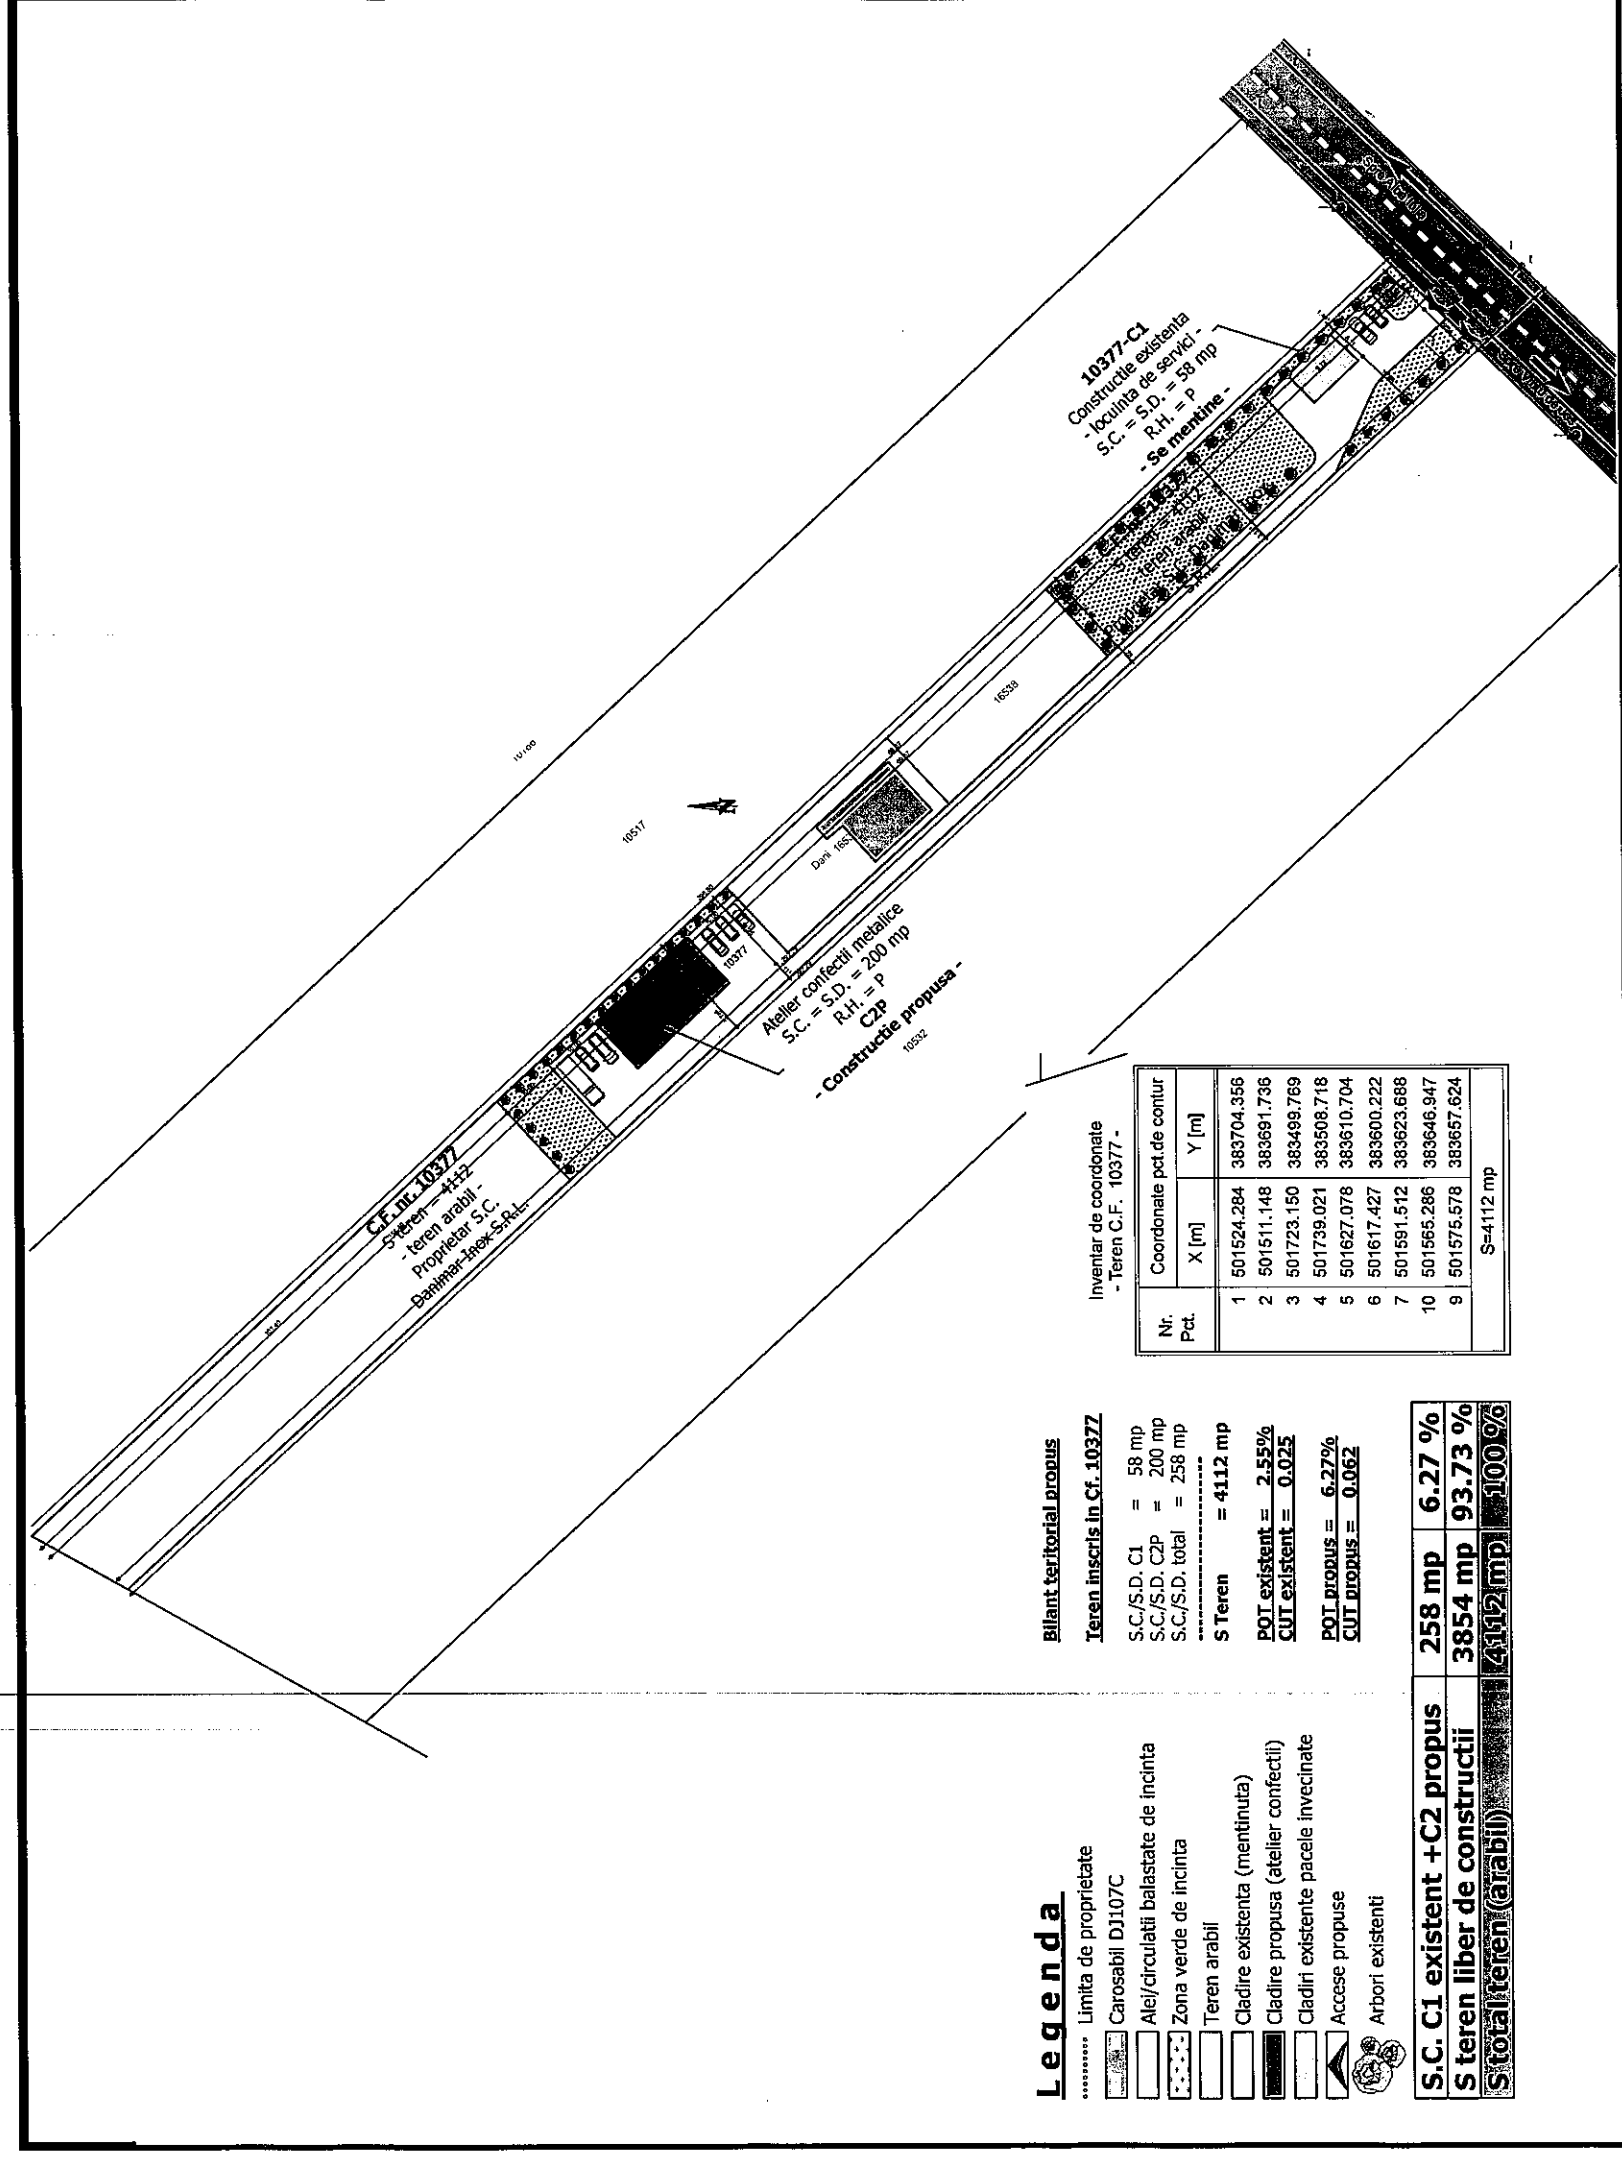 10517
10377
16538
10532
C.F. nr. 10377
S teren = 4112
- teren arabil -
Proprietar S.C.
Danimar Inox S.R.L.
Atelier confectii metalice
S.C. = S.D. = 200 mp
R.H. = P
C2P
- Constructie propusa -
10377-C1
Constructie existenta
- locuinta de servici -
S.C. = S.D. = 58 mp
R.H. = P
- Se mentine -
S teren = 4112
- teren arabil -
Proprietar S.C. Danimar Inox
S.R.L.
Legenda
Limita de proprietate
Carosabil DJ107C
Alei/circulatii balastate de incinta
Zona verde de incinta
Teren arabil
Cladire existenta (mentinuta)
Cladire propusa (atelier confectii)
Cladiri existente pacele invecinate
Accese propuse
Arbori existenti
Bilant teritorial propus
Teren inscris in Cf. 10377
S.C./S.D. C1 = 58 mp
S.C./S.D. C2P = 200 mp
S.C./S.D. total = 258 mp
S Teren = 4112 mp
POT existent = 2.55%
CUT existent = 0.025
POT propus = 6.27%
CUT propus = 0.062
Inventar de coordonate
- Teren C.F. 10377 -
Nr. Pct. Coordonate pct.de contur
X [m] Y [m]
1 501524.284 383704.356
2 501511.148 383691.736
3 501723.150 383499.769
4 501739.021 383508.718
5 501627.078 383610.704
6 501617.427 383600.222
7 501591.512 383623.688
10 501565.286 383646.947
9 501575.578 383657.624
S=4112 mp
S.C. C1 existent +C2 propus 258 mp 6.27 %
S teren liber de constructii 3854 mp 93.73 %
S total teren (arabil) 4112 mp 100 %